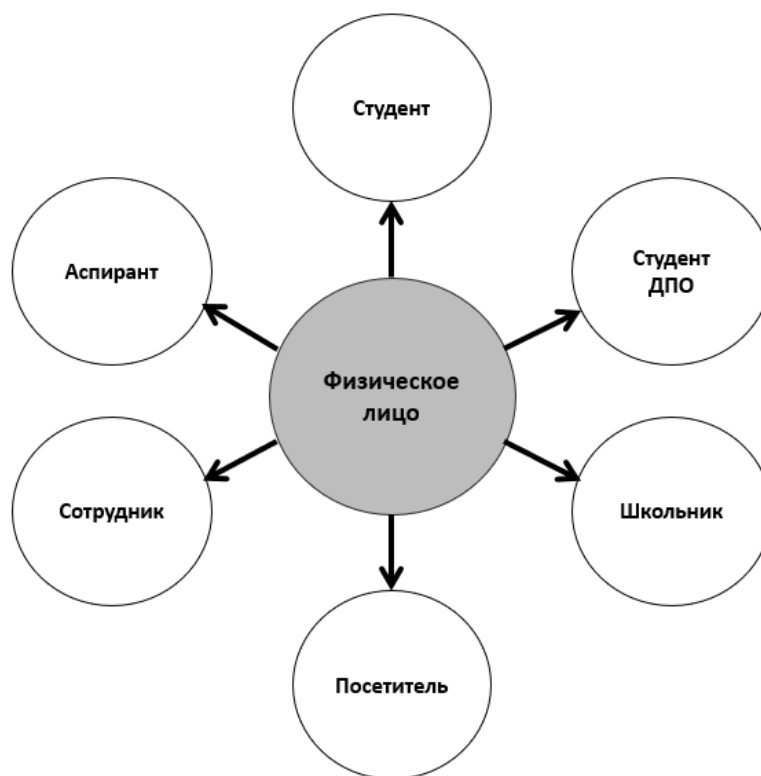 Студент
Аспирант
Студент
ДПО
Физическое
лицо
Сотрудник
Школьник
Посетитель